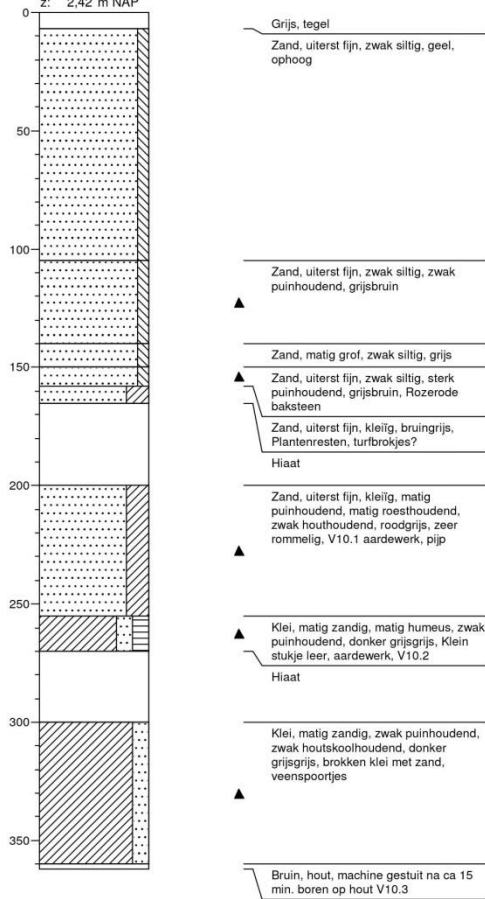 z: 2,42 m NAP
0
50
100
150
200
250
300
350
Grijs, tegel
Zand, uiterst fijn, zwak siltig, geel,
ophoog
Zand, uiterst fijn, zwak siltig, zwak
puinhoudend, grijsbruin
Zand, matig grof, zwak siltig, grijs
Zand, uiterst fijn, zwak siltig, sterk
puinhoudend, grijsbruin, Rozerode
baksteen
Zand, uiterst fijn, kleiïg, bruingrijs,
Plantenresten, turfbrokjes?
Hiaat
Zand, uiterst fijn, kleiïg, matig
puinhoudend, matig roesthoudend,
zwak houthoudend, roodgrijs, zeer
rommelig, V10.1 aardewerk, pijp
Klei, matig zandig, matig humeus, zwak
puinhoudend, donker grijsgrijs, Klein
stukje leer, aardewerk, V10.2
Hiaat
Klei, matig zandig, zwak puinhoudend,
zwak houtskoolhoudend, donker
grijsgrijs, brokken klei met zand,
veenspoortjes
Bruin, hout, machine gestuit na ca 15
min. boren op hout V10.3